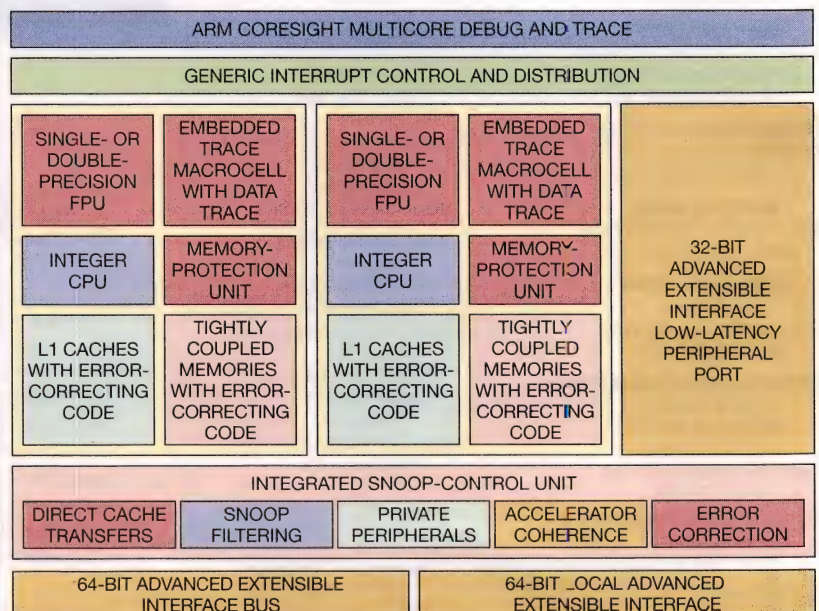 ARM CORESIGHT MULTICORE DEBUG AND TRACE
GENERIC INTERRUPT CONTROL AND DISTRIBUTION
SINGLE- OR
DOUBLE-
PRECISION
FPU
EMBEDDED
TRACE
MACROCELL
WITH DATA
TRACE
INTEGER
CPU
MEMORY-
PROTECTION
UNIT
L1 CACHES
WITH ERROR-
CORRECTING
CODE
TIGHTLY
COUPLED
MEMORIES
WITH ERROR-
CORRECTING
CODE
SINGLE- OR
DOUBLE-
PRECISION
FPU
EMBEDDED
TRACE
MACROCELL
WITH DATA
TRACE
INTEGER
CPU
MEMORY-
PROTECTION
UNIT
L1 CACHES
WITH ERROR-
CORRECTING
CODE
TIGHTLY
COUPLED
MEMORIES
WITH ERROR-
CORRECTING
CODE
32-BIT
ADVANCED
EXTENSIBLE
INTERFACE
LOW-LATENCY
PERIPHERAL
PORT
INTEGRATED SNOOP-CONTROL UNIT
DIRECT CACHE
TRANSFERS
SNOOP
FILTERING
PRIVATE
PERIPHERALS
ACCELERATOR
COHERENCE
ERROR
CORRECTION
64-BIT ADVANCED EXTENSIBLE
INTERFACE BUS
64-BIT LOCAL ADVANCED
EXTENSIBLE INTERFACE